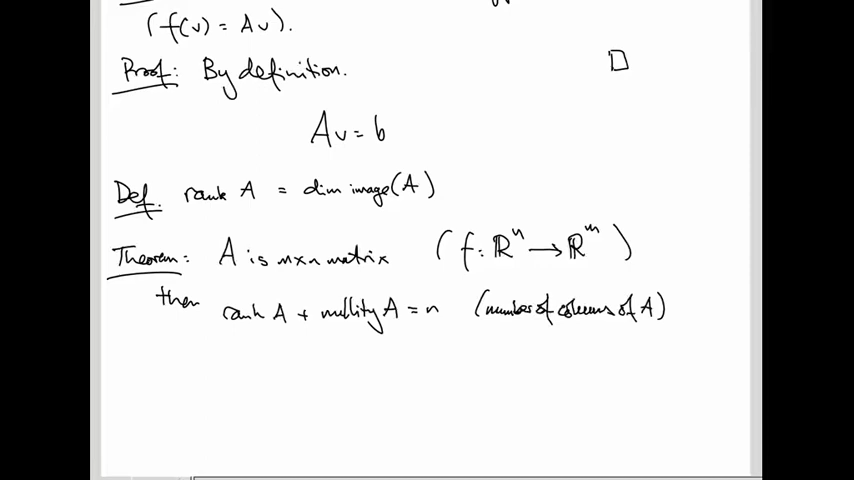 (f(v) = Av).
Proof: By definition. □
Av = b
Def. rank A = dim image(A)
Theorem: A is m×n matrix (f: ℝⁿ → ℝᵐ)
then rank A + nullity A = n (number of columns of A)